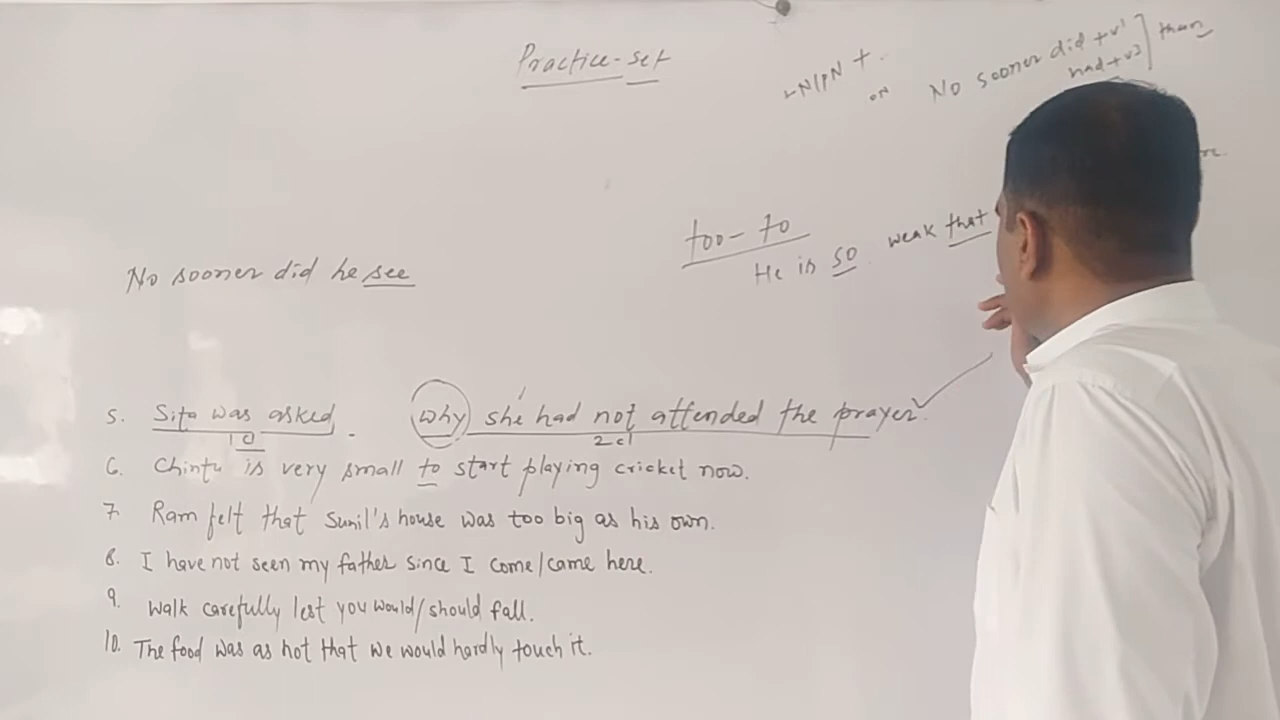 Practice-set
No sooner did + v1
had + v3
than
N/PN +
too - to
He is so weak that
No sooner did he see
5. Sita was asked why she had not attended the prayer.
2cl
6. Chintu is very small to start playing cricket now.
7. Ram felt that Sunil's house was too big as his own.
8. I have not seen my father since I come/came here.
9. Walk carefully lest you would/should fall.
10. The food was as hot that we would hardly touch it.